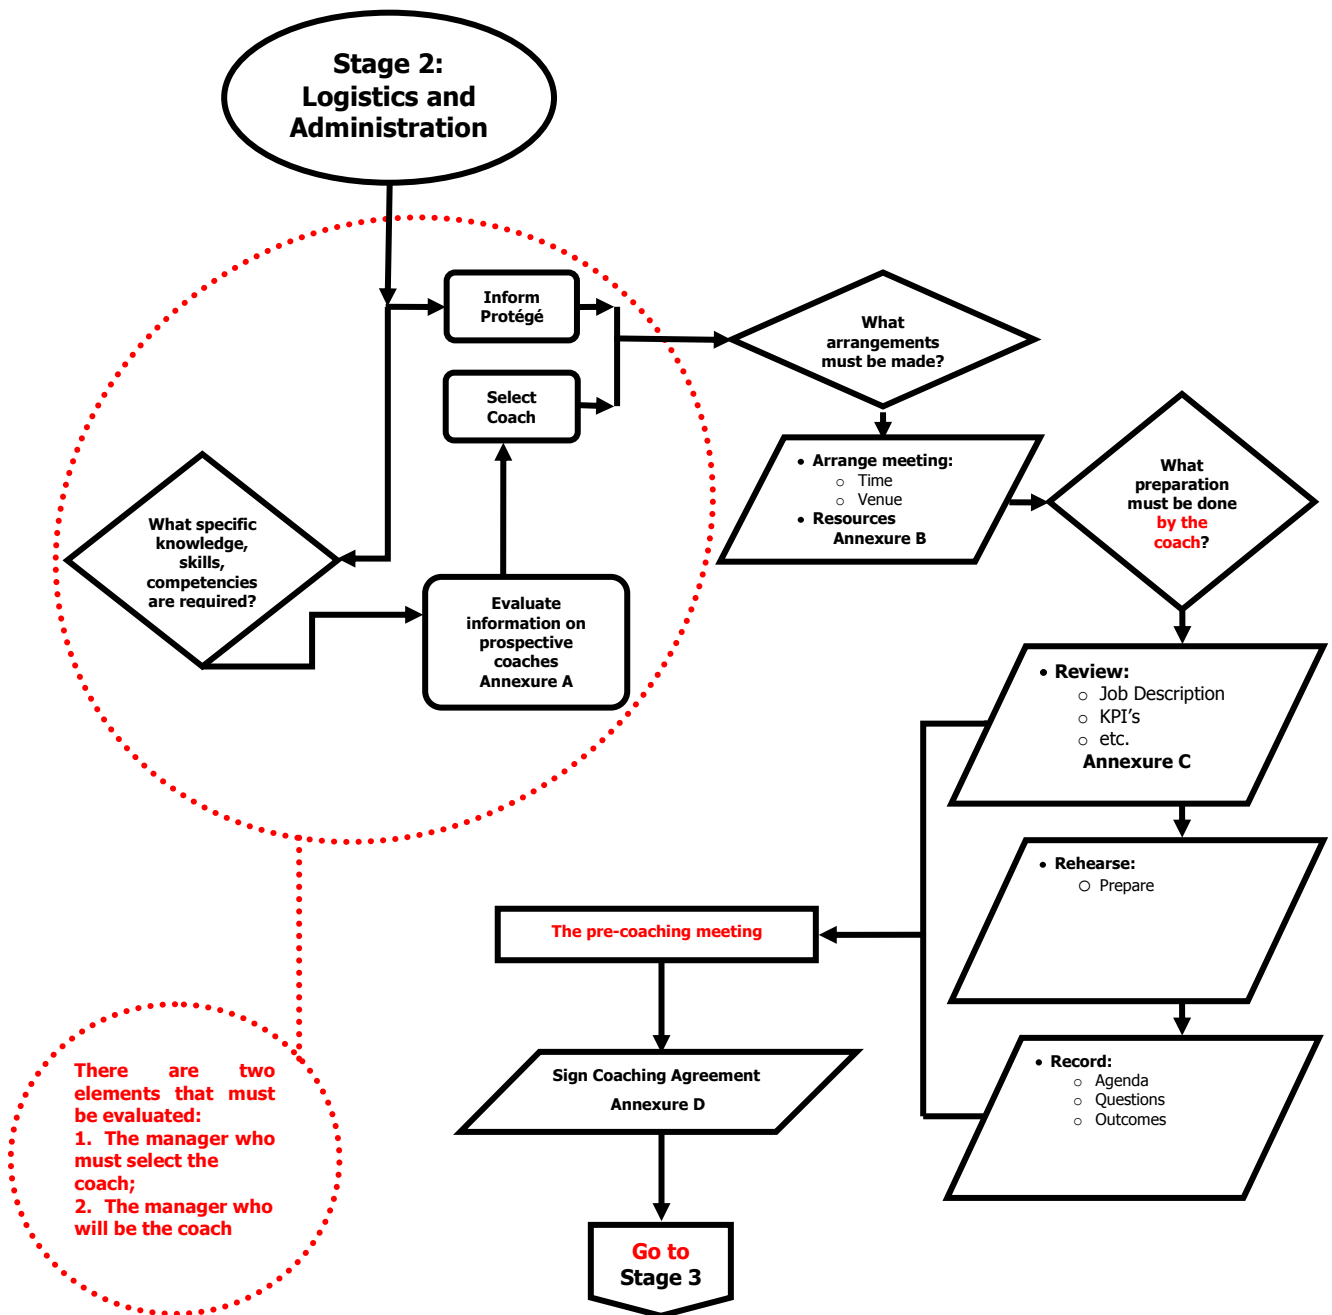 Stage 2:
Logistics and
Administration
Inform
Protégé
Select
Coach
What
arrangements
must be made?
• Arrange meeting:
○ Time
○ Venue
• Resources
Annexure B
What
preparation
must be done
by the
coach?
What specific
knowledge,
skills,
competencies
are required?
Evaluate
information on
prospective
coaches
Annexure A
• Review:
○ Job Description
○ KPI's
○ etc.
Annexure C
• Rehearse:
○ Prepare
The pre-coaching meeting
Sign Coaching Agreement
Annexure D
• Record:
○ Agenda
○ Questions
○ Outcomes
There are two
elements that must
be evaluated:
1. The manager who
must select the
coach;
2. The manager who
will be the coach
Go to
Stage 3